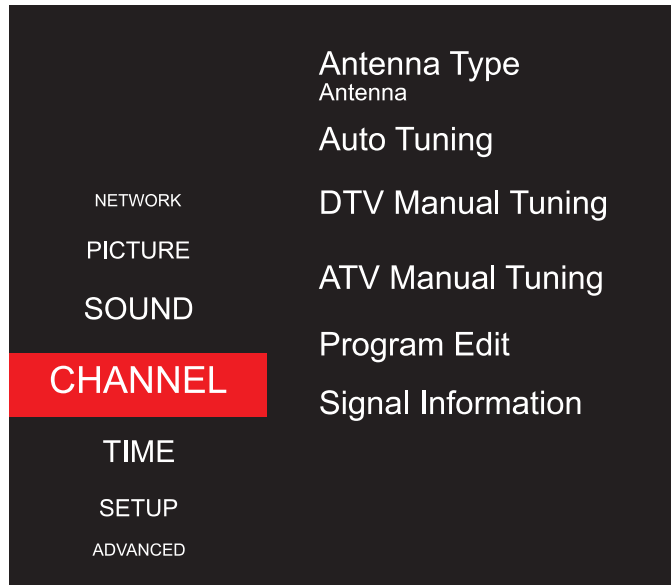 NETWORK
PICTURE
SOUND
CHANNEL
TIME
SETUP
ADVANCED
Antenna Type
Antenna
Auto Tuning
DTV Manual Tuning
ATV Manual Tuning
Program Edit
Signal Information